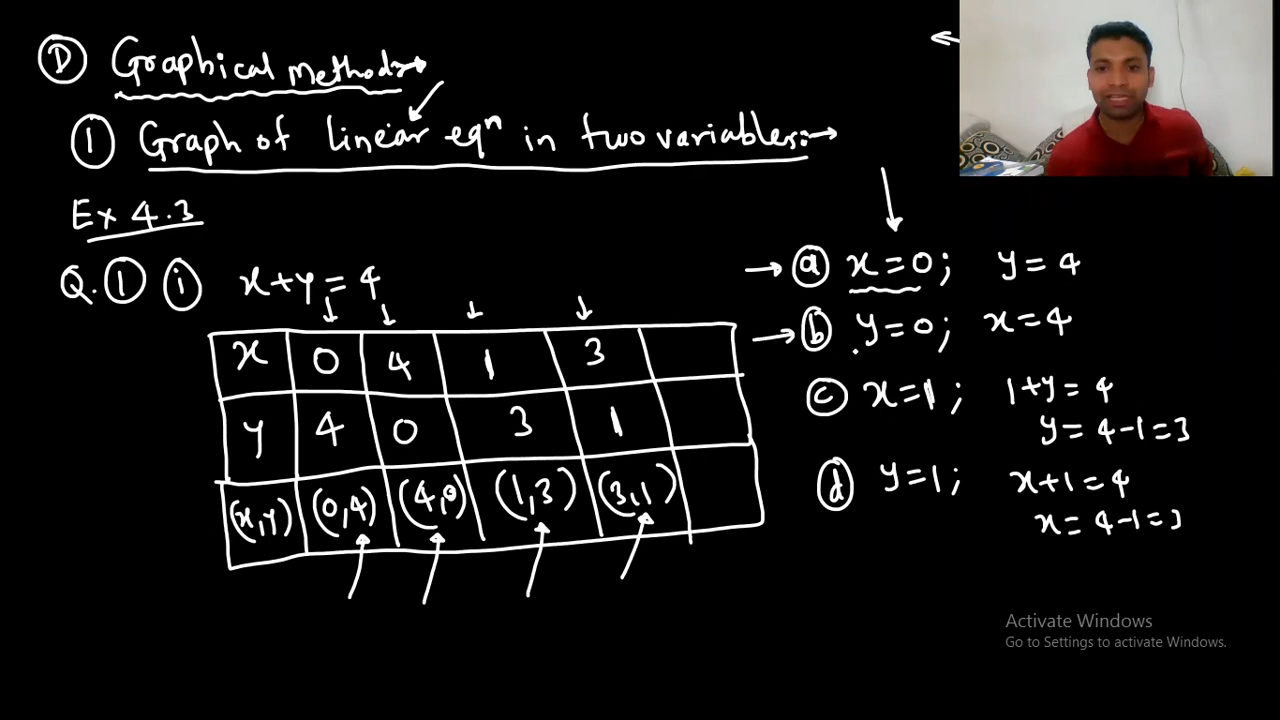 D Graphical method:→
1 Graph of linear eqⁿ in two variables:→
Ex 4.3
Q. 1 i x+y=4
x 0 4 1 3
y 4 0 3 1
(x,y) (0,4) (4,0) (1,3) (3,1)
→ a x=0; y=4
→ b y=0; x=4
c x=1; 1+y=4
y=4-1=3
d y=1; x+1=4
x=4-1=3
Activate Windows
Go to Settings to activate Windows.